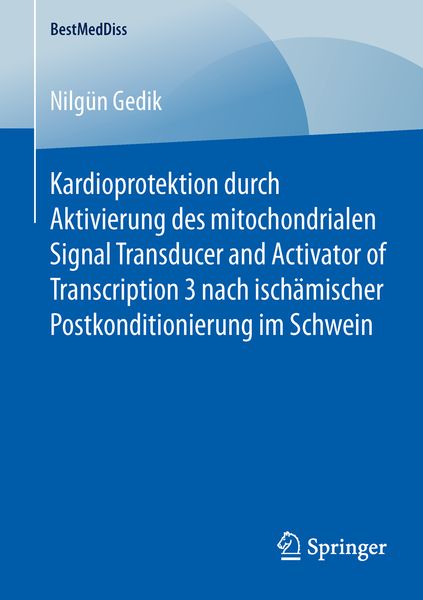 BestMedDiss
Nilgün Gedik
Kardioprotektion durch
Aktivierung des mitochondrialen
Signal Transducer and Activator of
Transcription 3 nach ischämischer
Postkonditionierung im Schwein
Springer